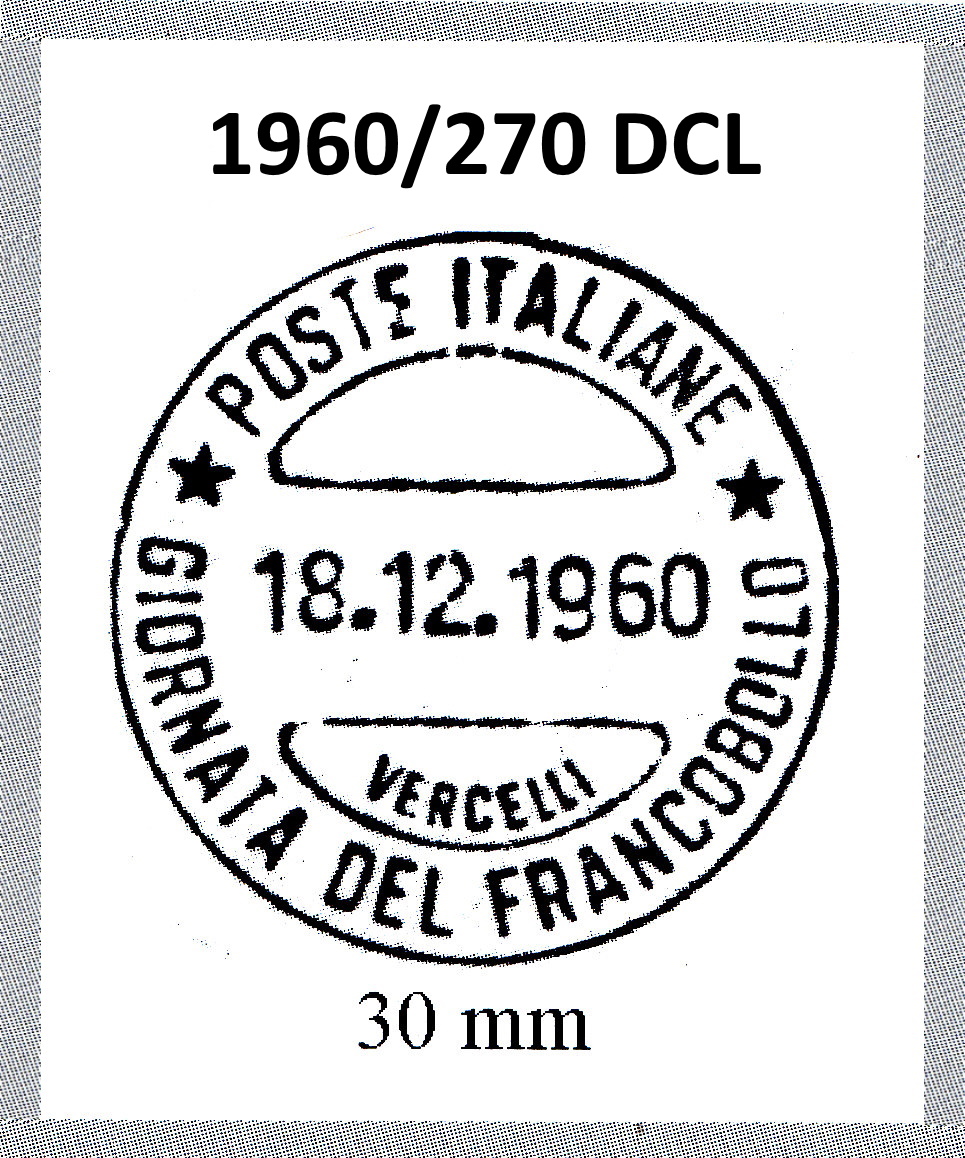 1960/270 DCL
POSTE ITALIANE
18.12.1960
VERCELLI
GIORNATA DEL FRANCOBOLLO
30 mm